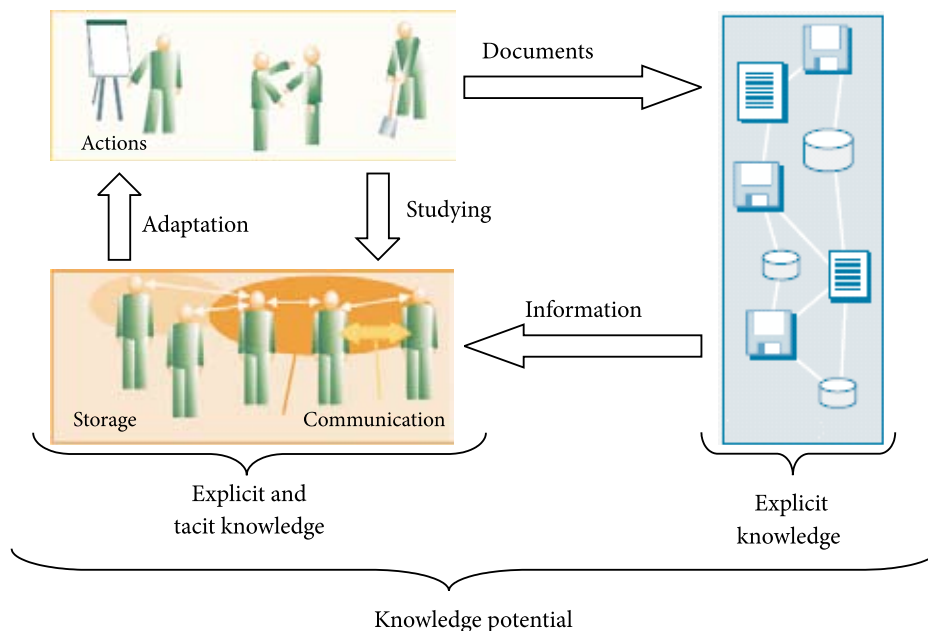 Documents
Actions
Adaptation
Studying
Information
Storage
Communication
Explicit and
tacit knowledge
Explicit
knowledge
Knowledge potential